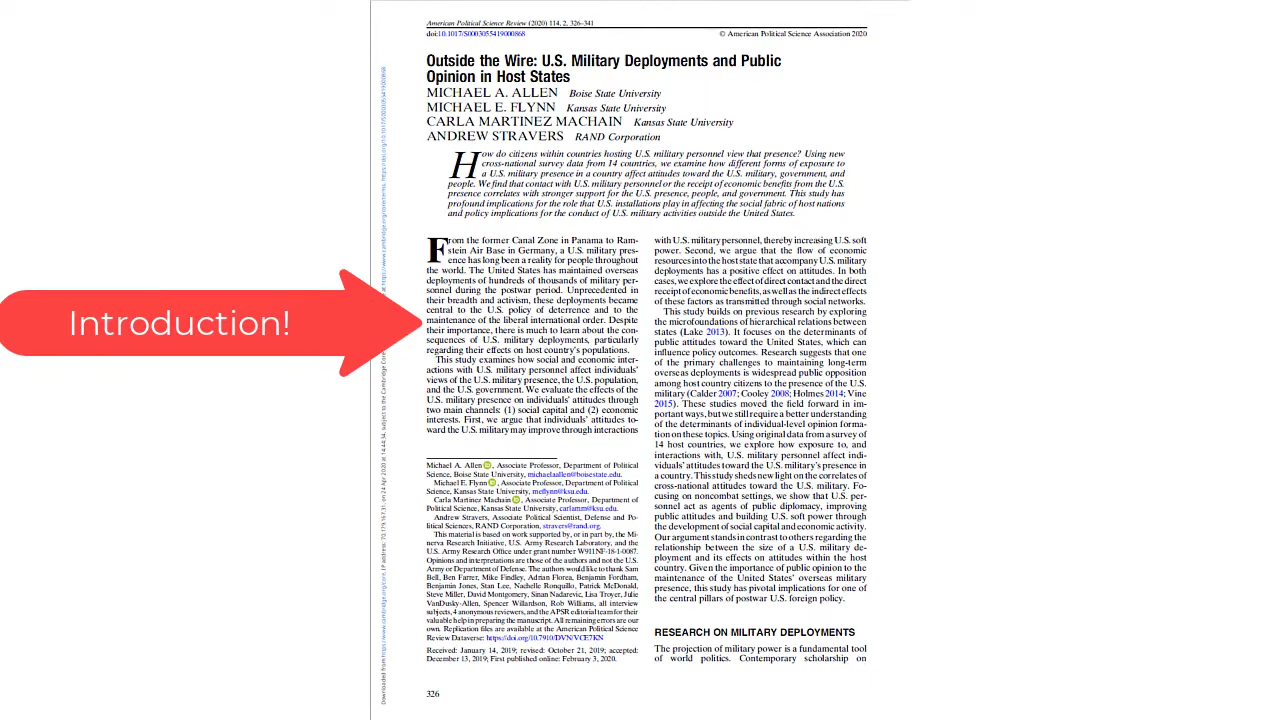 Introduction!
American Political Science Review (2020) 114, 2, 326–341
doi:10.1017/S0003055419000868
© American Political Science Association 2020
Outside the Wire: U.S. Military Deployments and Public
Opinion in Host States
MICHAEL A. ALLEN Boise State University
MICHAEL E. FLYNN Kansas State University
CARLA MARTINEZ MACHAIN Kansas State University
ANDREW STRAVERS RAND Corporation
How do citizens within countries hosting U.S. military personnel view that presence? Using new
cross-national survey data from 14 countries, we examine how different forms of exposure to
a U.S. military presence in a country affect attitudes toward the U.S. military, government, and
people. We find that contact with U.S. military personnel or the receipt of economic benefits from the U.S.
presence correlates with stronger support for the U.S. presence, people, and government. This study has
profound implications for the role that U.S. installations play in affecting the social fabric of host nations
and policy implications for the conduct of U.S. military activities outside the United States.
From the former Canal Zone in Panama to Ram-
stein Air Base in Germany, a U.S. military pres-
ence has long been a reality for people throughout
the world. The United States has maintained overseas
deployments of hundreds of thousands of military per-
sonnel during the postwar period. Unprecedented in
their breadth and activism, these deployments became
central to the U.S. policy of deterrence and to the
maintenance of the liberal international order. Despite
their importance, there is much to learn about the con-
sequences of U.S. military deployments, particularly
regarding their effects on host country's populations.
This study examines how social and economic inter-
actions with U.S. military personnel affect individuals'
views of the U.S. military presence, the U.S. population,
and the U.S. government. We evaluate the effects of the
U.S. military presence on individuals' attitudes through
two main channels: (1) social capital and (2) economic
interests. First, we argue that individuals' attitudes to-
ward the U.S. military may improve through interactions
Michael A. Allen, Associate Professor, Department of Political
Science, Boise State University, michaelaallen@boisestate.edu.
Michael E. Flynn, Associate Professor, Department of Political
Science, Kansas State University, meflynn@ksu.edu.
Carla Martinez Machain, Associate Professor, Department of
Political Science, Kansas State University, carlamm@ksu.edu.
Andrew Stravers, Associate Political Scientist, Defense and Po-
litical Sciences, RAND Corporation, stravers@rand.org.
This material is based on work supported by, or in part by, the Mi-
nerva Research Initiative, U.S. Army Research Laboratory, and the
U.S. Army Research Office under grant number W911NF-18-1-0087.
Opinions and interpretations are those of the authors and not the U.S.
Army or Department of Defense. The authors would like to thank Sam
Bell, Ben Farrer, Mike Findley, Adrian Florea, Benjamin Fordham,
Benjamin Jones, Stan Lee, Nachelle Ronquillo, Patrick McDonald,
Steve Miller, David Montgomery, Sinan Nadarevic, Lisa Troyer, Julie
VanDusky-Allen, Spencer Willardson, Rob Williams, all interview
subjects, 4 anonymous reviewers, and the APSR editorial team for their
valuable help in preparing the manuscript. All remaining errors are our
own. Replication files are available at the American Political Science
Review Dataverse: https://doi.org/10.7910/DVN/VCE7KN
Received: January 14, 2019; revised: October 21, 2019; accepted:
December 13, 2019; First published online: February 3, 2020.
with U.S. military personnel, thereby increasing U.S. soft
power. Second, we argue that the flow of economic
resources into the host state that accompany U.S. military
deployments has a positive effect on attitudes. In both
cases, we explore the effect of direct contact and the direct
receipt of economic benefits, as well as the indirect effects
of these factors as transmitted through social networks.
This study builds on previous research by exploring
the microfoundations of hierarchical relations between
states (Lake 2013). It focuses on the determinants of
public attitudes toward the United States, which can
influence policy outcomes. Research suggests that one
of the primary challenges to maintaining long-term
overseas deployments is widespread public opposition
among host country citizens to the presence of the U.S.
military (Calder 2007; Cooley 2008; Holmes 2014; Vine
2015). These studies moved the field forward in im-
portant ways, but we still require a better understanding
of the determinants of individual-level opinion forma-
tion on these topics. Using original data from a survey of
14 host countries, we explore how exposure to, and
interactions with, U.S. military personnel affect indi-
viduals' attitudes toward the U.S. military's presence in
a country. This study sheds new light on the correlates of
cross-national attitudes toward the U.S. military. Fo-
cusing on noncombat settings, we show that U.S. per-
sonnel act as agents of public diplomacy, improving
public attitudes and building U.S. soft power through
the development of social capital and economic activity.
Our argument stands in contrast to others regarding the
relationship between the size of a U.S. military de-
ployment and its effects on attitudes within the host
country. Given the importance of public opinion to the
maintenance of the United States' overseas military
presence, this study has pivotal implications for one of
the central pillars of postwar U.S. foreign policy.
RESEARCH ON MILITARY DEPLOYMENTS
The projection of military power is a fundamental tool
of world politics. Contemporary scholarship on
326